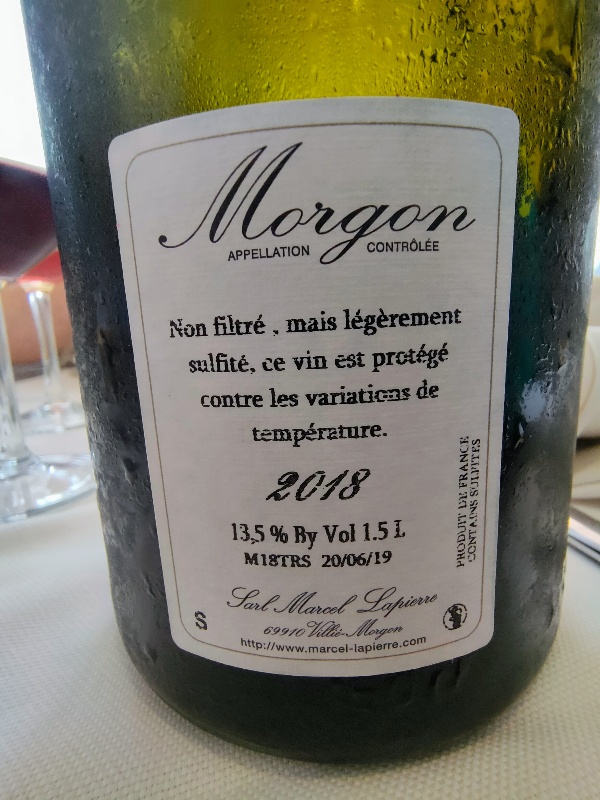 Morgon
APPELLATION CONTRÔLÉE
Non filtré , mais légèrement
sulfité, ce vin est protégé
contre les variations de
température.
2018
13,5 % By Vol 1.5 L
M18TRS 20/06/19
PRODUIT DE FRANCE
CONTAINS SULPITES
S
Sarl Marcel Lapierre
69910 Villié-Morgon
http://www.marcel-lapierre.com